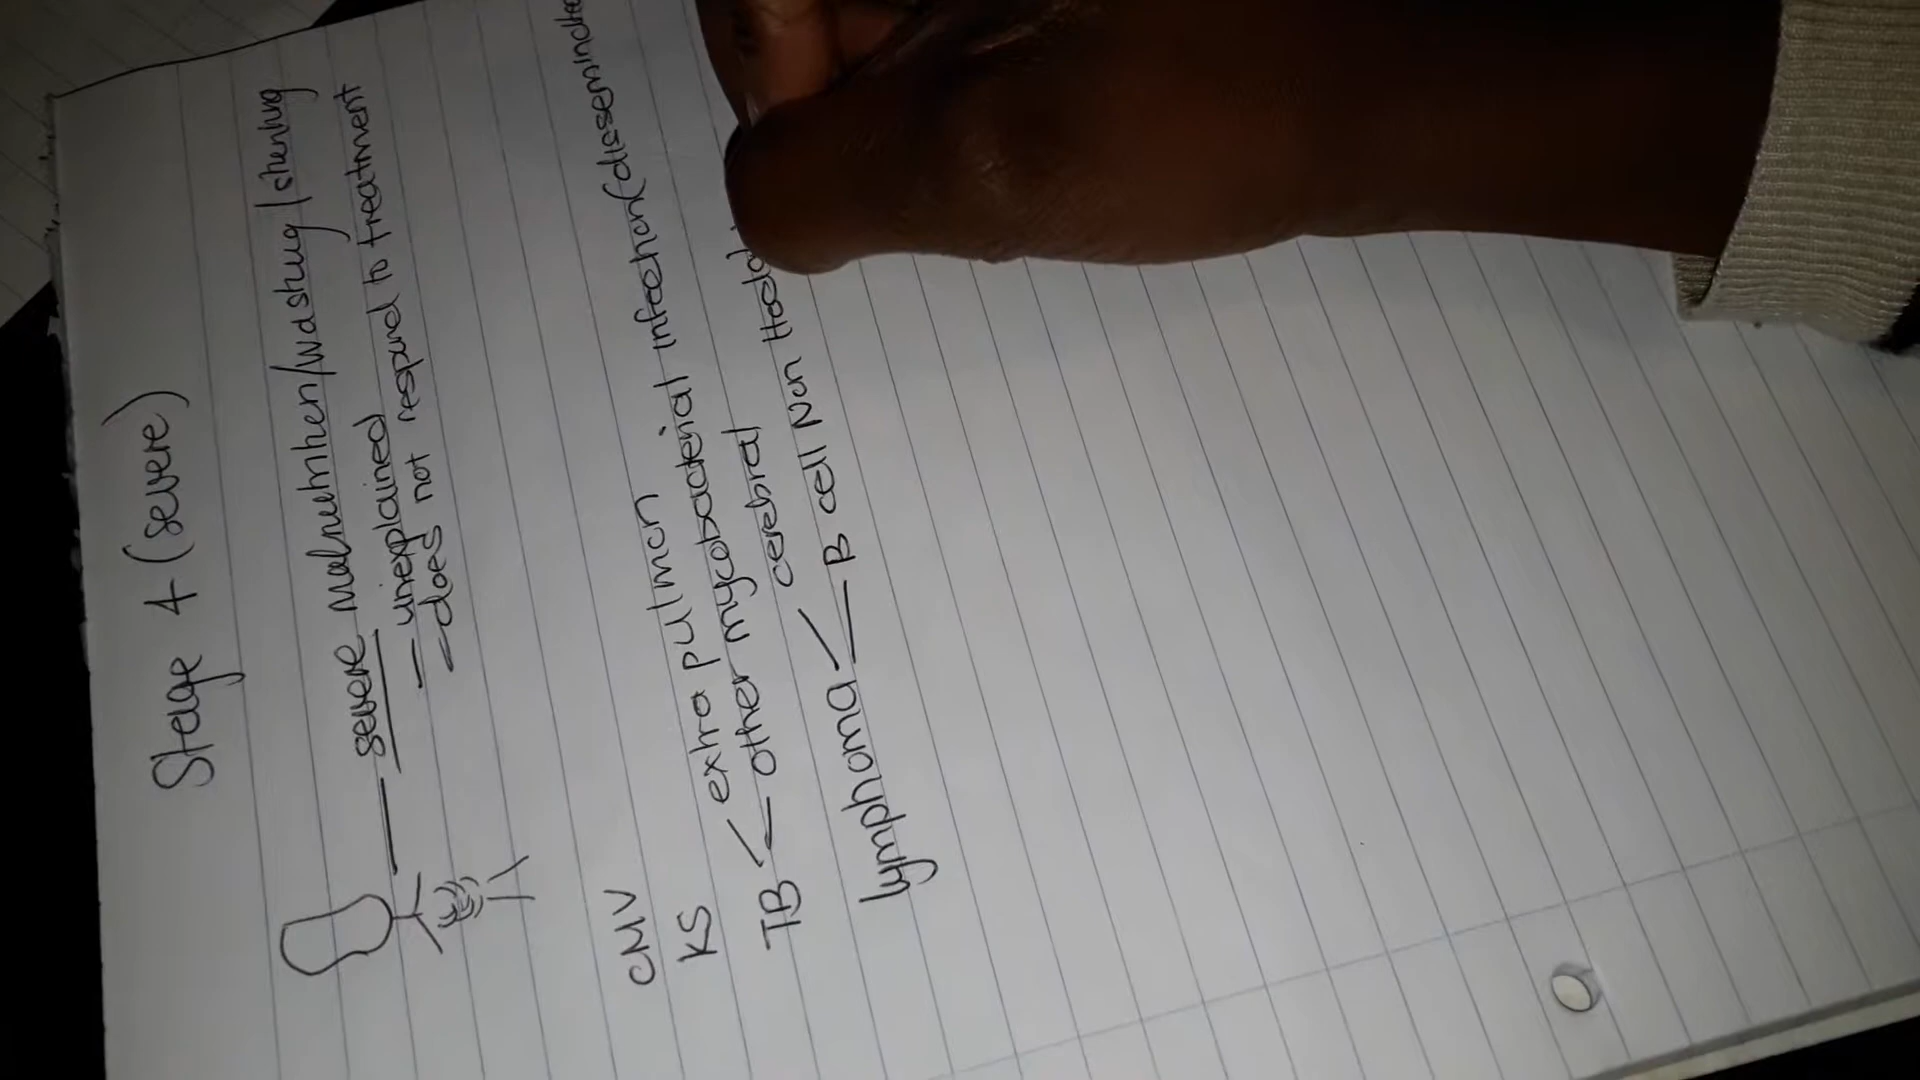 Stage 4 (severe)
severe malnutrition/wasting/stunting
- unexplained
- does not respond to treatment
CMV
KS
TB < extra pulmon
other mycobacterial infection (disseminated
lymphoma < cerebral
B cell Non